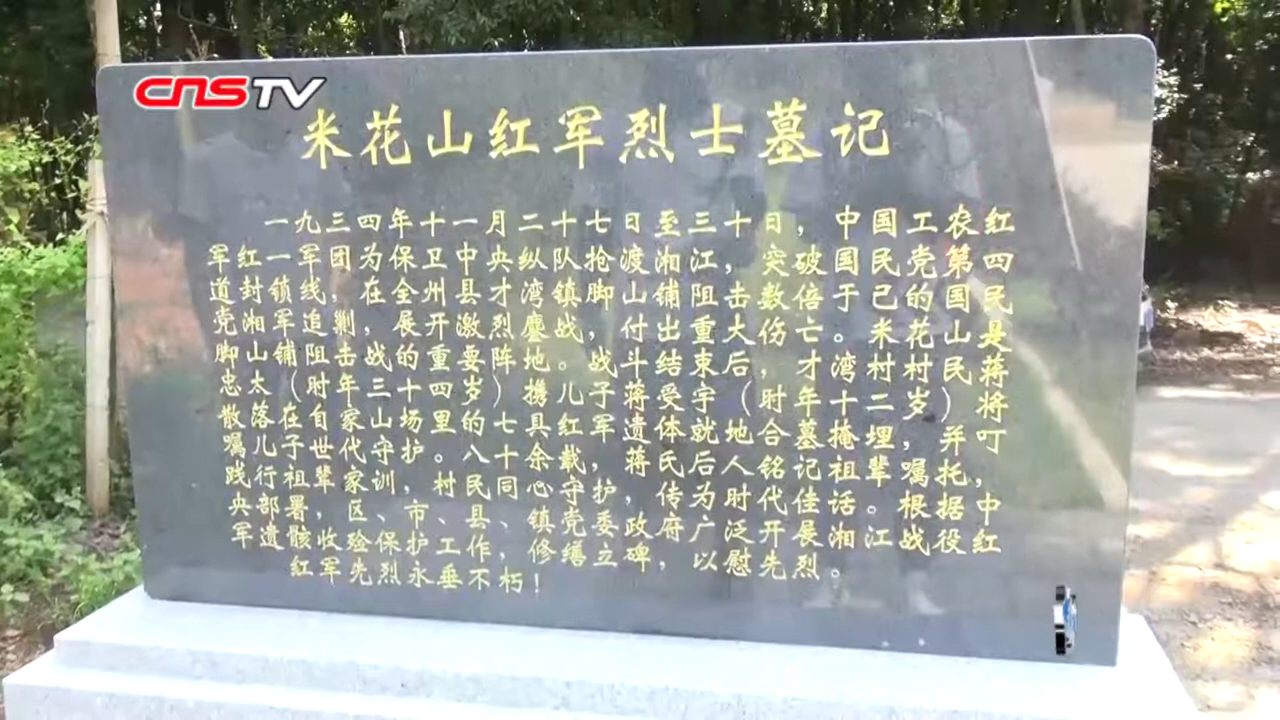 CNSTV
米花山红军烈士墓记
一九三四年十一月二十七日至三十日，中国工农红
军红一军团为保卫中央纵队抢渡湘江，突破国民党第四
道封锁线，在全州县才湾镇脚山铺阻击数倍于己的国民
党湘军追剿，展开激烈鏖战，付出重大伤亡。米花山是
脚山铺阻击战的重要阵地。战斗结束后，才湾村村民蒋
忠太（时年三十四岁）携儿子蒋受宇（时年十二岁）将
散落在自家山场里的七具红军遗体就地合墓掩埋，并叮
嘱儿子世代守护。八十余载，蒋氏后人铭记祖辈嘱托，
践行祖辈家训，村民同心守护，传为时代佳话。根据中
央部署，区、市、县、镇党委政府广泛开展湘江战役红
军遗骸收殓保护工作，修缮立碑，以慰先烈。
红军先烈永垂不朽！